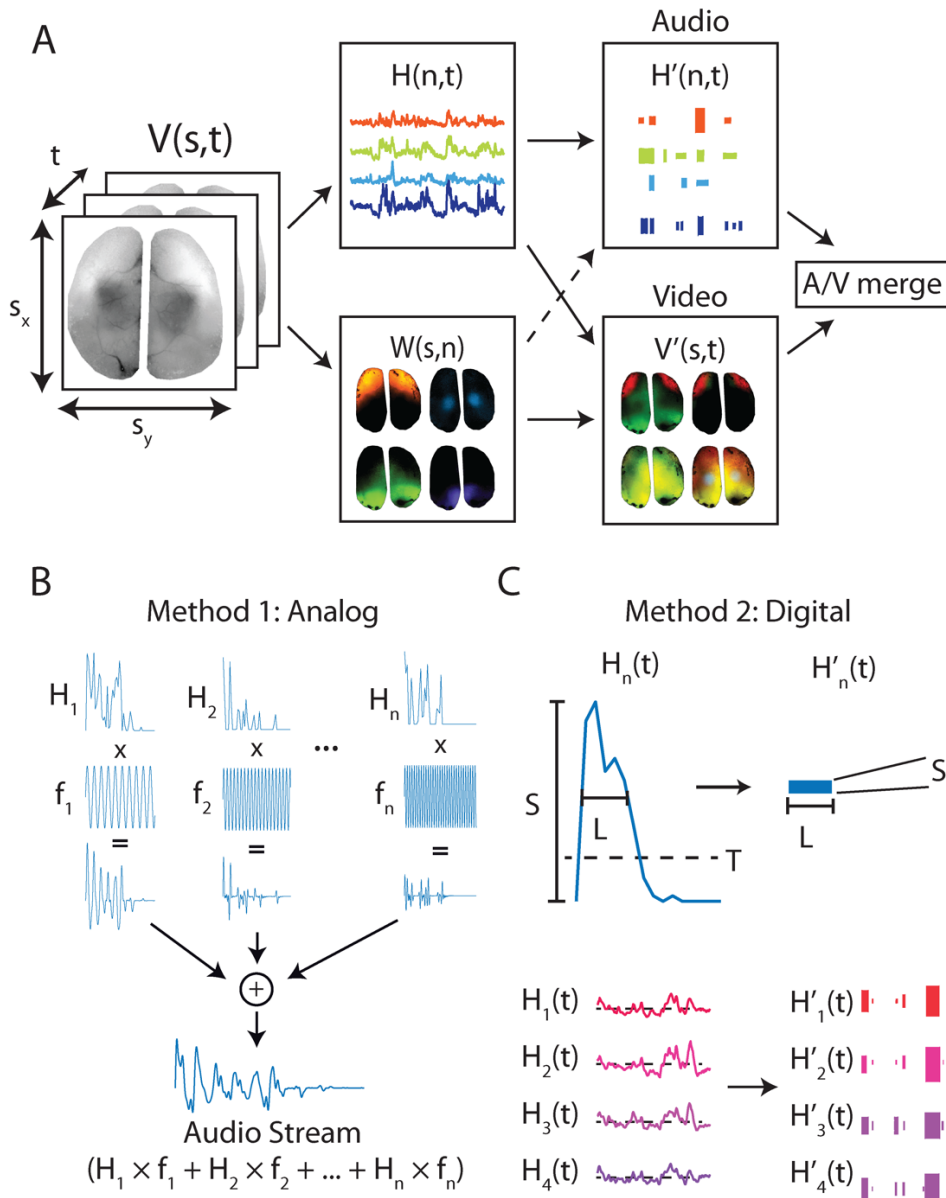 A
Audio
V(s,t)
H(n,t)
H′(n,t)
t
s_x
s_y
A/V merge
Video
W(s,n)
V′(s,t)
B
Method 1: Analog
H_1
H_2
H_n
x
x
...
x
f_1
f_2
f_n
=
=
=
+
Audio Stream
(H_1 × f_1 + H_2 × f_2 + ... + H_n × f_n)
C
Method 2: Digital
H_n(t)
H′_n(t)
S
L
T
S
L
H_1(t)
H′_1(t)
H_2(t)
H′_2(t)
H_3(t)
H′_3(t)
H_4(t)
H′_4(t)